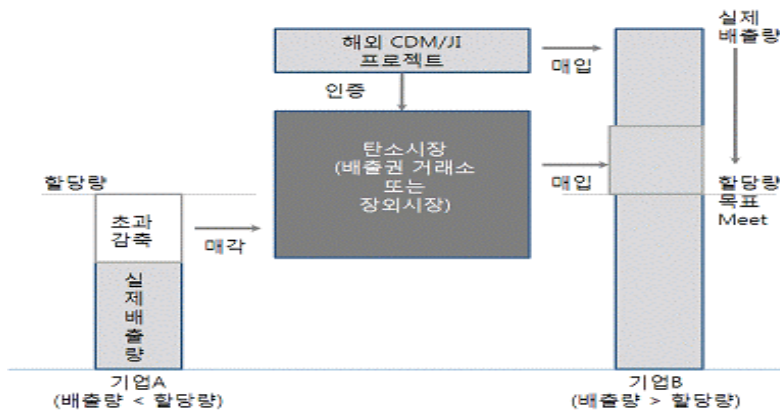 해외 CDM/JI
프로젝트
매입
실제
배출량
인증
탄소시장
(배출권 거래소
또는
장외시장)
매입
할당량
목표
Meet
할당량
초과
감축
매각
실
제
배
출
량
기업A
(배출량 < 할당량)
기업B
(배출량 > 할당량)